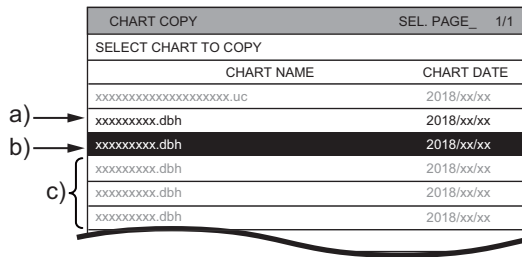 CHART COPY SEL. PAGE_ 1/1
SELECT CHART TO COPY
CHART NAME CHART DATE
xxxxxxxxxxxxxxxxxxxxx.uc 2018/xx/xx
a) xxxxxxxxx.dbh 2018/xx/xx
b) xxxxxxxxx.dbh 2018/xx/xx
xxxxxxxxx.dbh 2018/xx/xx
c) xxxxxxxxx.dbh 2018/xx/xx
xxxxxxxxx.dbh 2018/xx/xx